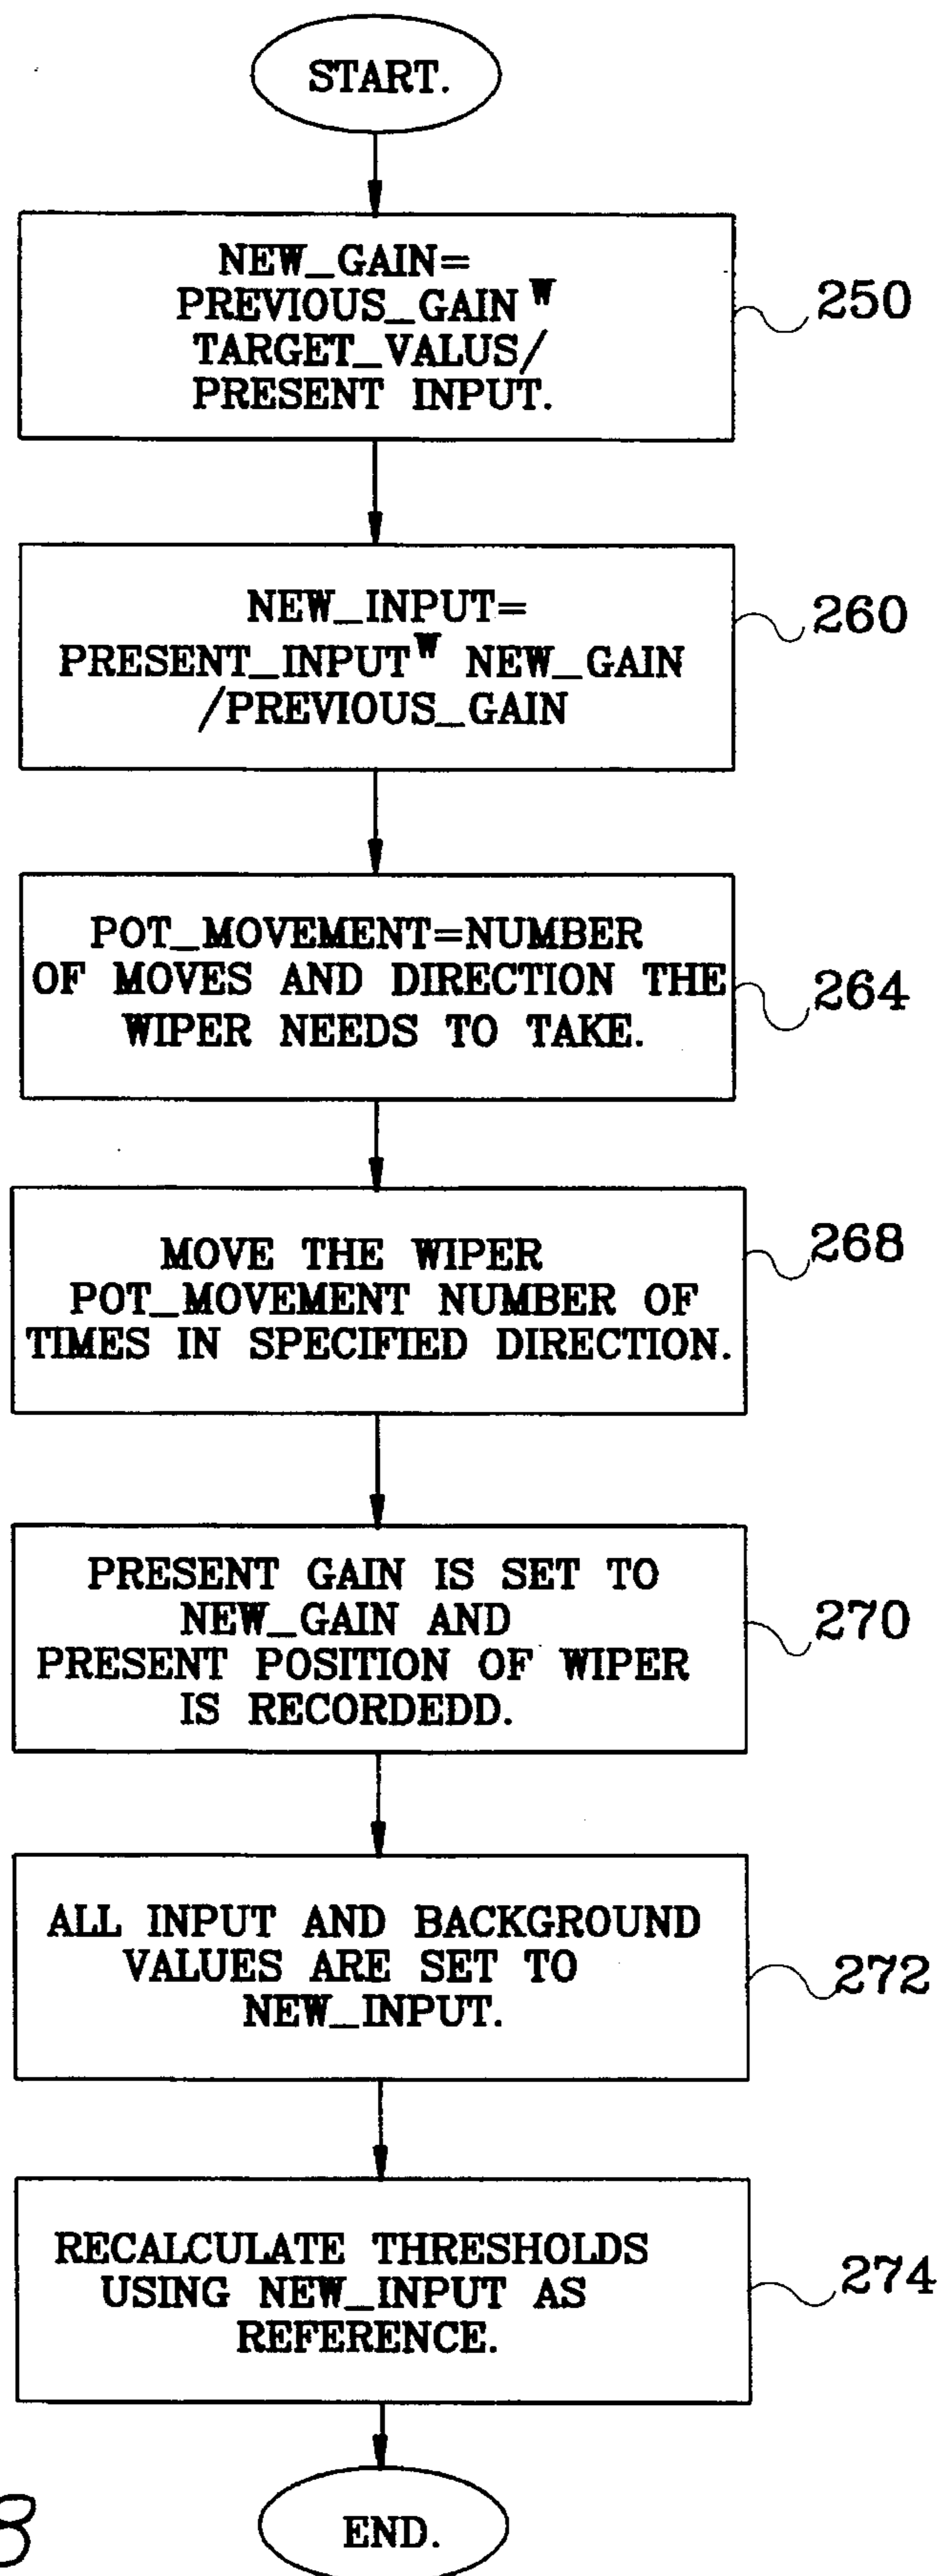 START.
NEW_GAIN=
PREVIOUS_GAIN W
TARGET_VALUS/
PRESENT INPUT.
250
NEW_INPUT=
PRESENT_INPUT W NEW_GAIN
/PREVIOUS_GAIN
260
POT_MOVEMENT=NUMBER
OF MOVES AND DIRECTION THE
WIPER NEEDS TO TAKE.
264
MOVE THE WIPER
POT_MOVEMENT NUMBER OF
TIMES IN SPECIFIED DIRECTION.
268
PRESENT GAIN IS SET TO
NEW_GAIN AND
PRESENT POSITION OF WIPER
IS RECORDEDD.
270
ALL INPUT AND BACKGROUND
VALUES ARE SET TO
NEW_INPUT.
272
RECALCULATE THRESHOLDS
USING NEW_INPUT AS
REFERENCE.
274
END.
8